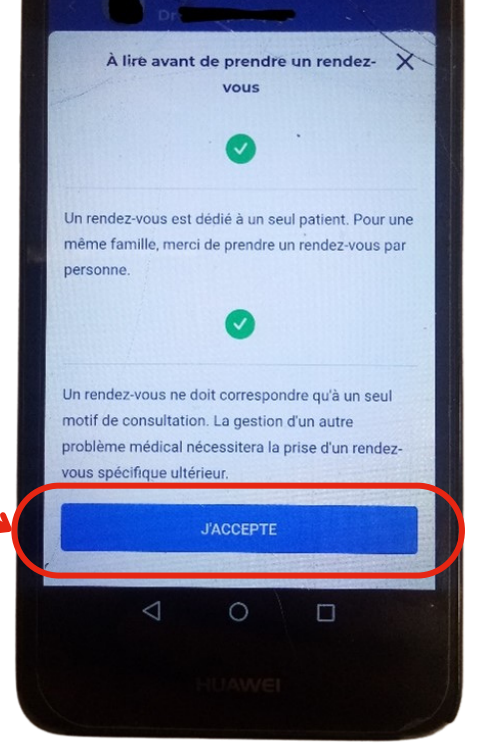 Dr
À lire avant de prendre un rendez-
vous
Un rendez-vous est dédié à un seul patient. Pour une
même famille, merci de prendre un rendez-vous par
personne.
Un rendez-vous ne doit correspondre qu'à un seul
motif de consultation. La gestion d'un autre
problème médical nécessitera la prise d'un rendez-
vous spécifique ultérieur.
J'ACCEPTE
HUAWEI